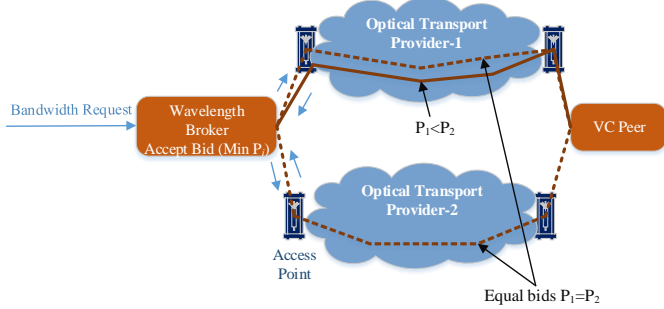 Optical Transport
Provider-1
Bandwidth Request
Wavelength
Broker
Accept Bid (Min Pᵢ)
P₁<P₂
VC Peer
Optical Transport
Provider-2
Access
Point
Equal bids P₁=P₂